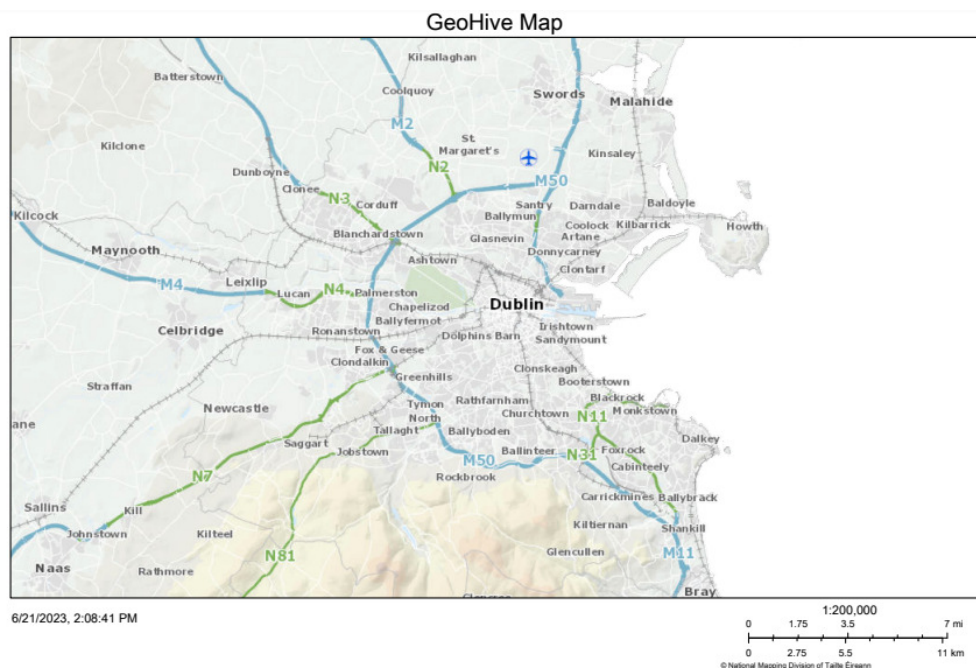 GeoHive Map
Kilsallaghan
Batterstown
Coolquoy
Swords
Malahide
M2
Kilclone
St.
Margaret's
Kinsaley
Dunboyne
N2
M50
Clonee
N3
Corduff
Santry
Darndale
Baldoyle
Kilcock
Ballymun
Coolock
Kilbarrick
Howth
Blanchardstown
Glasnevin
Artane
Maynooth
Donnycarney
Ashtown
Clontarf
M4
Leixlip
Lucan
N4
Palmerston
Dublin
Chapelizod
Celbridge
Ronanstown
Ballyfermot
Irishtown
Dolphins Barn
Sandymount
Fox & Geese
Clondalkin
Clonskeagh
Straffan
Greenhills
Booterstown
Newcastle
Tymon
North
Rathfarnham
Blackrock
Churchtown
N11
Monkstown
ane
Tallaght
Ballyboden
Dalkey
Saggart
Jobstown
M50
Ballinteer
N31
Foxrock
Cabinteely
N7
Rockbrook
Carrickmines
Ballybrack
Sallins
Kill
Kiltiernan
Shankill
Johnstown
Kilteel
N81
Glencullen
M11
Naas
Rathmore
Bray
6/21/2023, 2:08:41 PM
1:200,000
0 1.75 3.5 7 mi
0 2.75 5.5 11 km
© National Mapping Division of Tailte Éireann